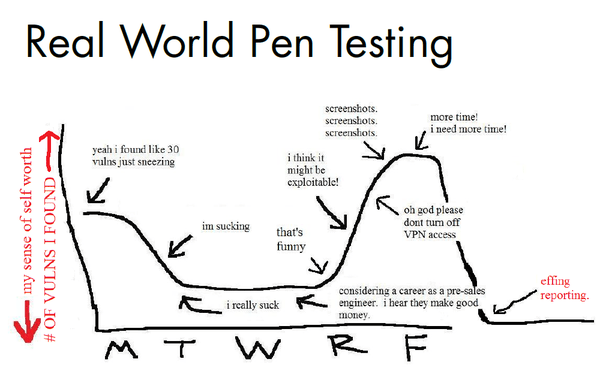 Real World Pen Testing
my sense of self worth
# OF VULNS I FOUND
yeah i found like 30
vulns just sneezing
im sucking
i really suck
that's
funny
considering a career as a pre-sales
engineer. i hear they make good
money.
i think it
might be
exploitable!
screenshots.
screenshots.
screenshots.
oh god please
dont turn off
VPN access
more time!
i need more time!
effing
reporting.
M T W R F